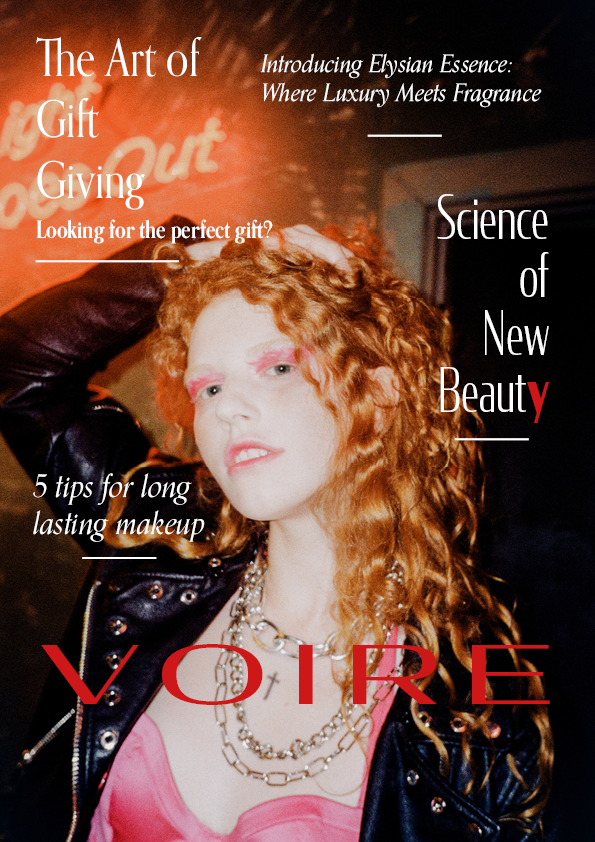 The Art of
Gift
Giving
Looking for the perfect gift?
Introducing Elysian Essence:
Where Luxury Meets Fragrance
Science
of
New
Beauty
5 tips for long
lasting makeup
VOIRE